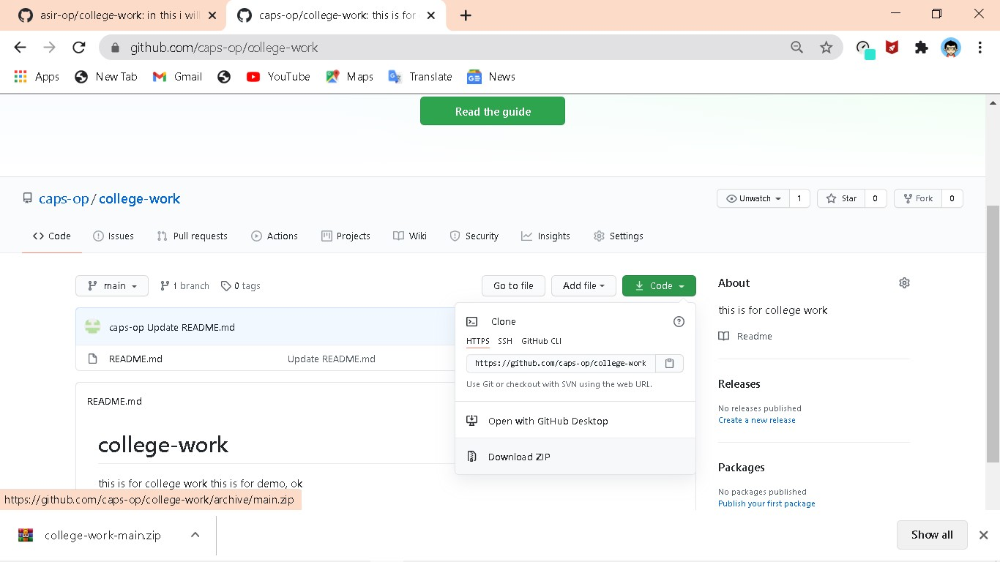 asir-op/college-work: in this i will
caps-op/college-work: this is for
github.com/caps-op/college-work
Apps
New Tab
Gmail
YouTube
Maps
Translate
News
Read the guide
caps-op / college-work
Unwatch 1
Star 0
Fork 0
Code
Issues
Pull requests
Actions
Projects
Wiki
Security
Insights
Settings
main
1 branch
0 tags
Go to file
Add file
Code
About
caps-op Update README.md
Clone
this is for college work
HTTPS SSH GitHub CLI
Readme
README.md Update README.md
https://github.com/caps-op/college-work
Use Git or checkout with SVN using the web URL.
Releases
No releases published
Create a new release
README.md
Open with GitHub Desktop
college-work
Download ZIP
Packages
this is for college work this is for demo, ok
No packages published
Publish your first package
https://github.com/caps-op/college-work/archive/main.zip
college-work-main.zip
Show all